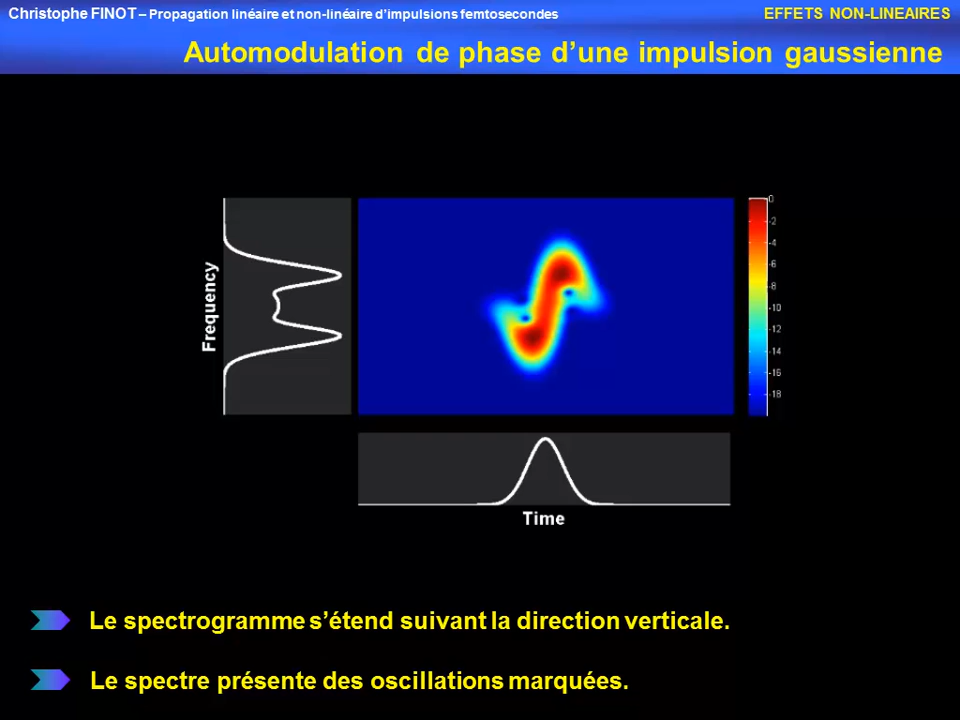 Christophe FINOT – Propagation linéaire et non-linéaire d’impulsions femtosecondes
EFFETS NON-LINEAIRES
Automodulation de phase d’une impulsion gaussienne
Frequency
0
-2
-4
-6
-8
-10
-12
-14
-16
-18
Time
Le spectrogramme s’étend suivant la direction verticale.
Le spectre présente des oscillations marquées.